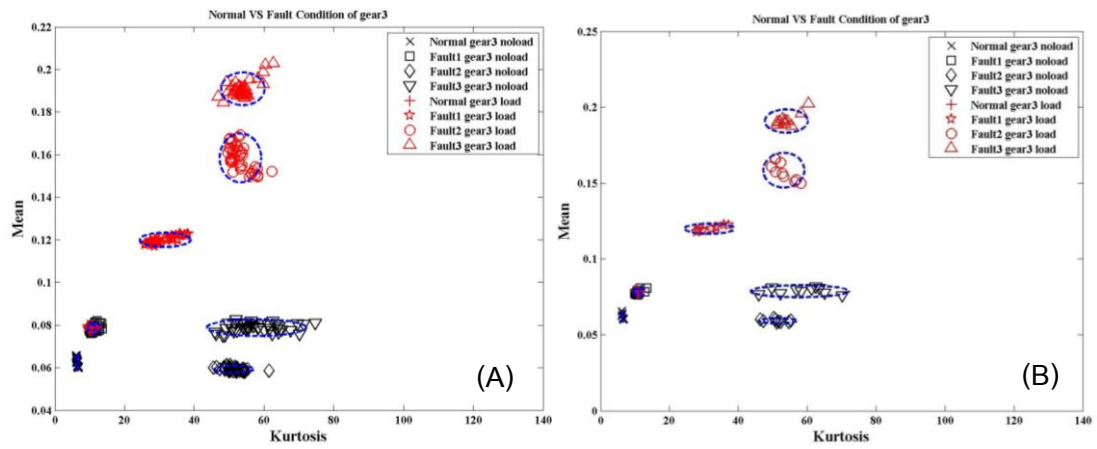 Normal VS Fault Condition of gear3
0.22
0.2
0.18
0.16
0.14
0.12
0.1
0.08
0.06
0.04
Mean
0
20
40
60
80
100
120
140
Kurtosis
Normal gear3 noload
Fault1 gear3 noload
Fault2 gear3 noload
Fault3 gear3 noload
Normal gear3 load
Fault1 gear3 load
Fault2 gear3 load
Fault3 gear3 load
(A)
Normal VS Fault Condition of gear3
0.25
0.2
0.15
0.1
0.05
0
Mean
0
20
40
60
80
100
120
140
Kurtosis
Normal gear3 noload
Fault1 gear3 noload
Fault2 gear3 noload
Fault3 gear3 noload
Normal gear3 load
Fault1 gear3 load
Fault2 gear3 load
Fault3 gear3 load
(B)